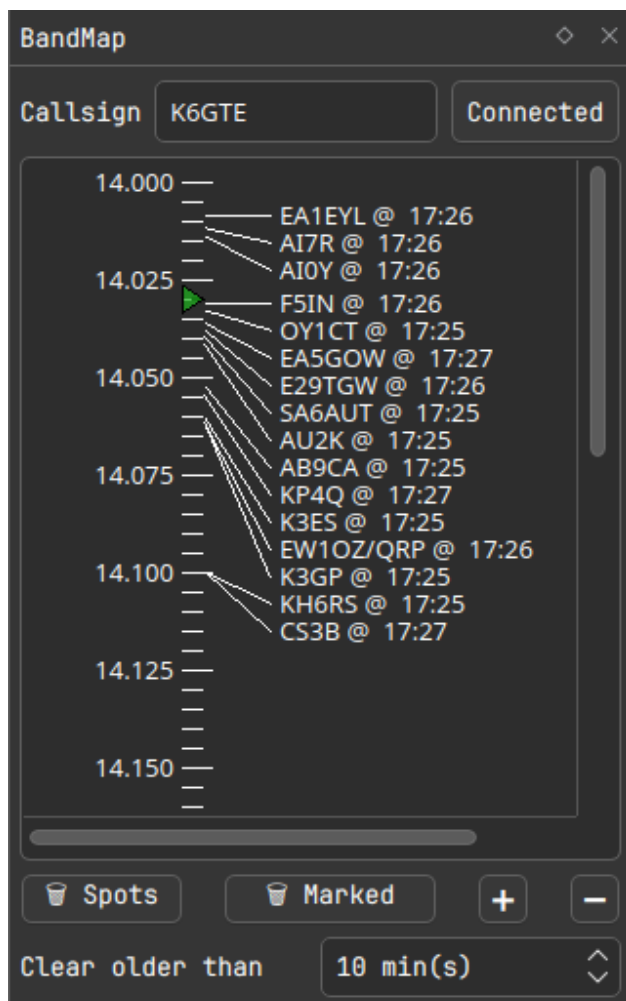 BandMap
Callsign K6GTE Connected
14.000
EA1EYL @ 17:26
AI7R @ 17:26
AI0Y @ 17:26
14.025
F5IN @ 17:26
OY1CT @ 17:25
EA5GOW @ 17:27
14.050
E29TGW @ 17:26
SA6AUT @ 17:25
AU2K @ 17:25
AB9CA @ 17:25
14.075
KP4Q @ 17:27
K3ES @ 17:25
EW1OZ/QRP @ 17:26
14.100
K3GP @ 17:25
KH6RS @ 17:25
CS3B @ 17:27
14.125
14.150
Spots Marked + −
Clear older than 10 min(s)